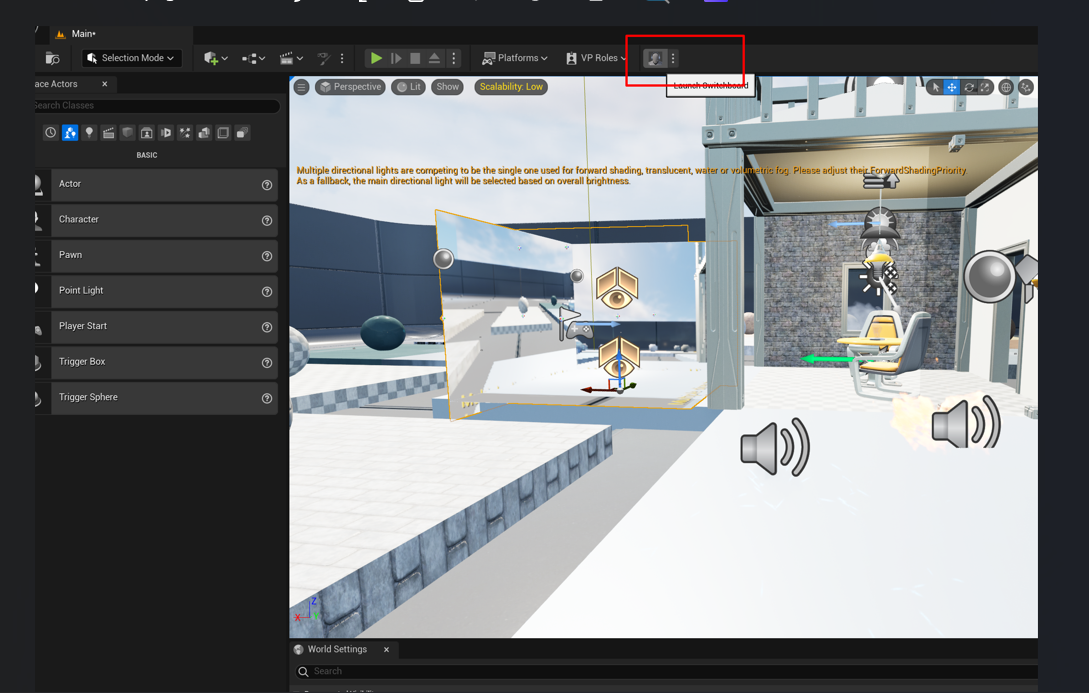 Main*
Selection Mode
Platforms
VP Roles
ace Actors
Launch Switchboard
Search Classes
Perspective
Lit
Show
Scalability: Low
BASIC
Multiple directional lights are competing to be the single one used for forward shading, translucent, water or volumetric fog. Please adjust their ForwardShadingPriority.
As a fallback, the main directional light will be selected based on overall brightness.
Actor
Character
Pawn
Point Light
Player Start
Trigger Box
Trigger Sphere
Z
X
World Settings
Search